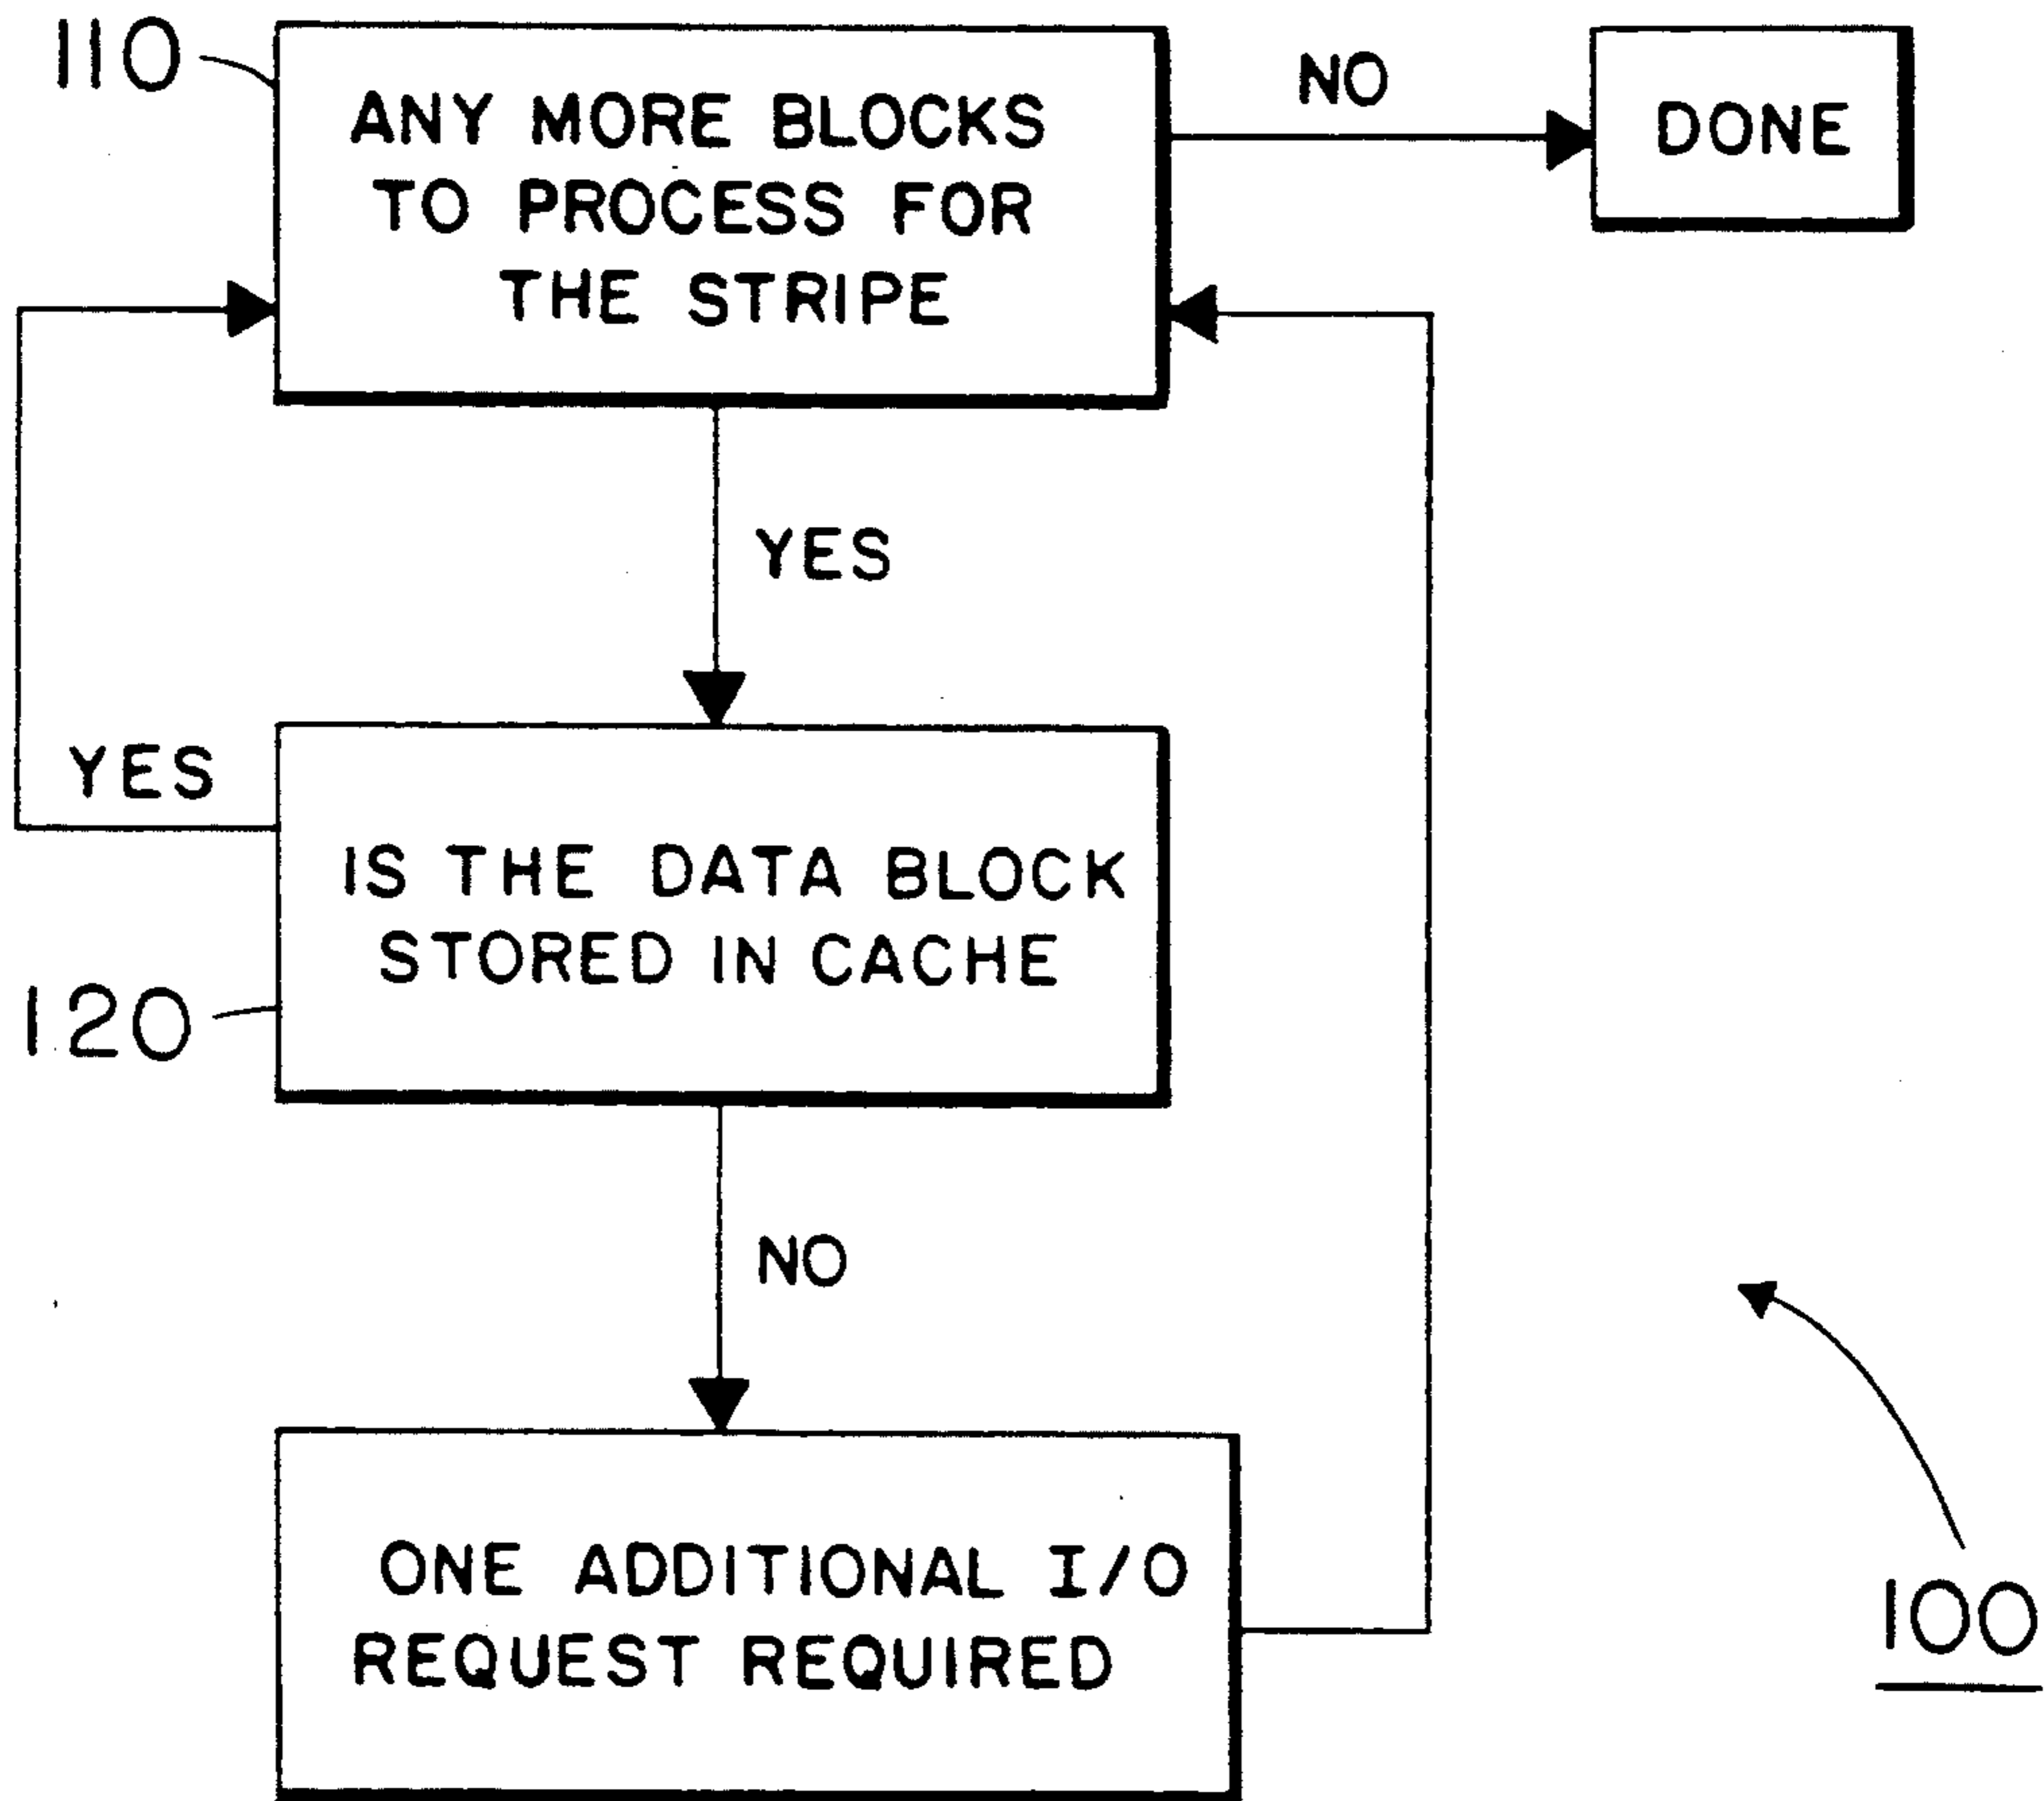 110
ANY MORE BLOCKS
TO PROCESS FOR
THE STRIPE
NO
DONE
YES
YES
IS THE DATA BLOCK
STORED IN CACHE
120
NO
ONE ADDITIONAL I/O
REQUEST REQUIRED
100